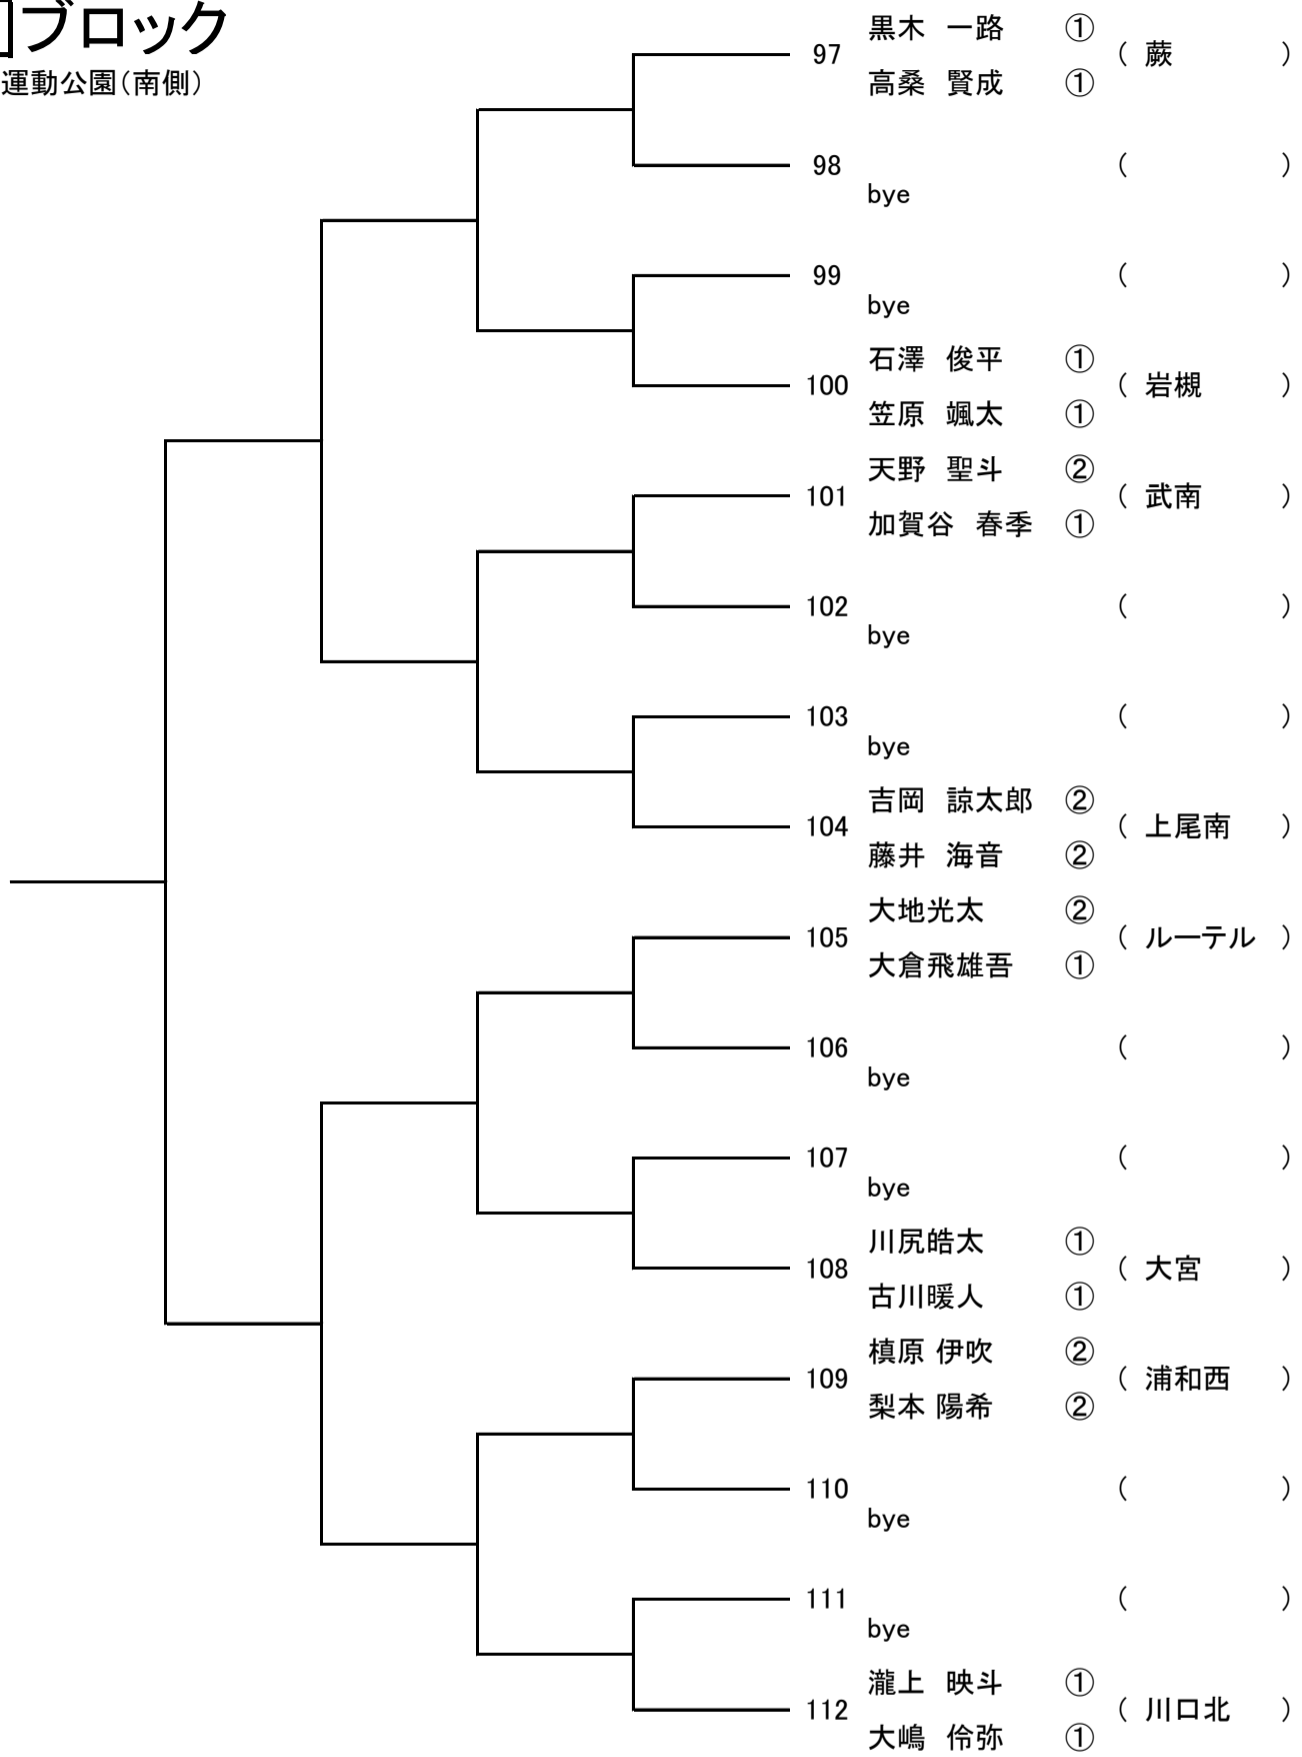 ブロック
運動公園(南側)
黒木 一路 ①
97 ( 蕨 )
高桑 賢成 ①
98 ( )
bye
99 ( )
bye
石澤 俊平 ①
100 ( 岩槻 )
笠原 颯太 ①
天野 聖斗 ②
101 ( 武南 )
加賀谷 春季 ①
102 ( )
bye
103 ( )
bye
吉岡 諒太郎 ②
104 ( 上尾南 )
藤井 海音 ②
大地光太 ②
105 ( ルーテル )
大倉飛雄吾 ①
106 ( )
bye
107 ( )
bye
川尻皓太 ①
108 ( 大宮 )
古川暖人 ①
槙原 伊吹 ②
109 ( 浦和西 )
梨本 陽希 ②
110 ( )
bye
111 ( )
bye
瀧上 映斗 ①
112 ( 川口北 )
大嶋 伶弥 ①